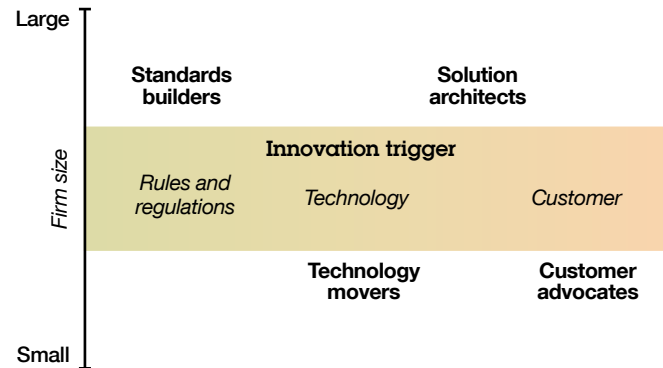 Large
Standards
builders
Solution
architects
Innovation trigger
Firm size
Rules and
regulations
Technology
Customer
Technology
movers
Customer
advocates
Small